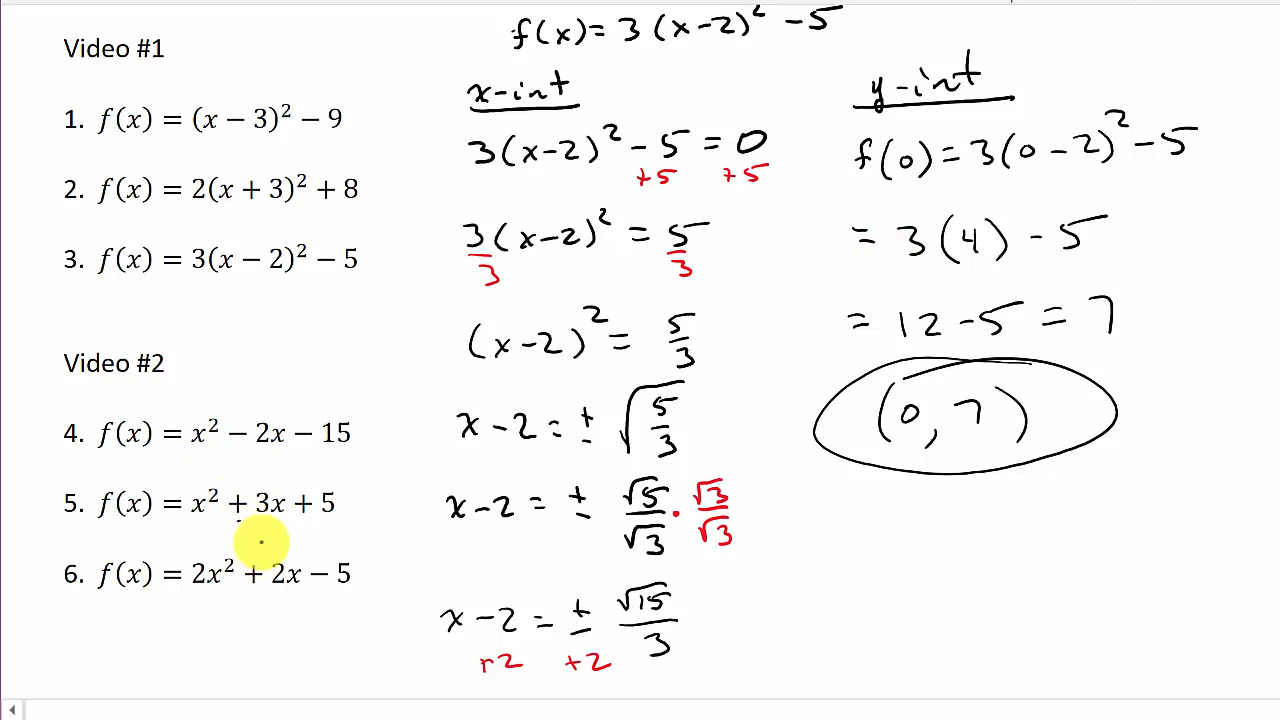 Video #1
1. f(x) = (x − 3)² − 9
2. f(x) = 2(x + 3)² + 8
3. f(x) = 3(x − 2)² − 5
Video #2
4. f(x) = x² − 2x − 15
5. f(x) = x² + 3x + 5
6. f(x) = 2x² + 2x − 5
f(x) = 3(x−2)² − 5
x-int
3(x−2)² − 5 = 0
+5 +5
3(x−2)² = 5
3 3
(x−2)² = 5/3
x − 2 = ± √(5/3)
x − 2 = ± √5/√3 · √3/√3
x − 2 = ± √15/3
+2 +2
y-int
f(0) = 3(0 − 2)² − 5
= 3(4) − 5
= 12 − 5 = 7
(0, 7)